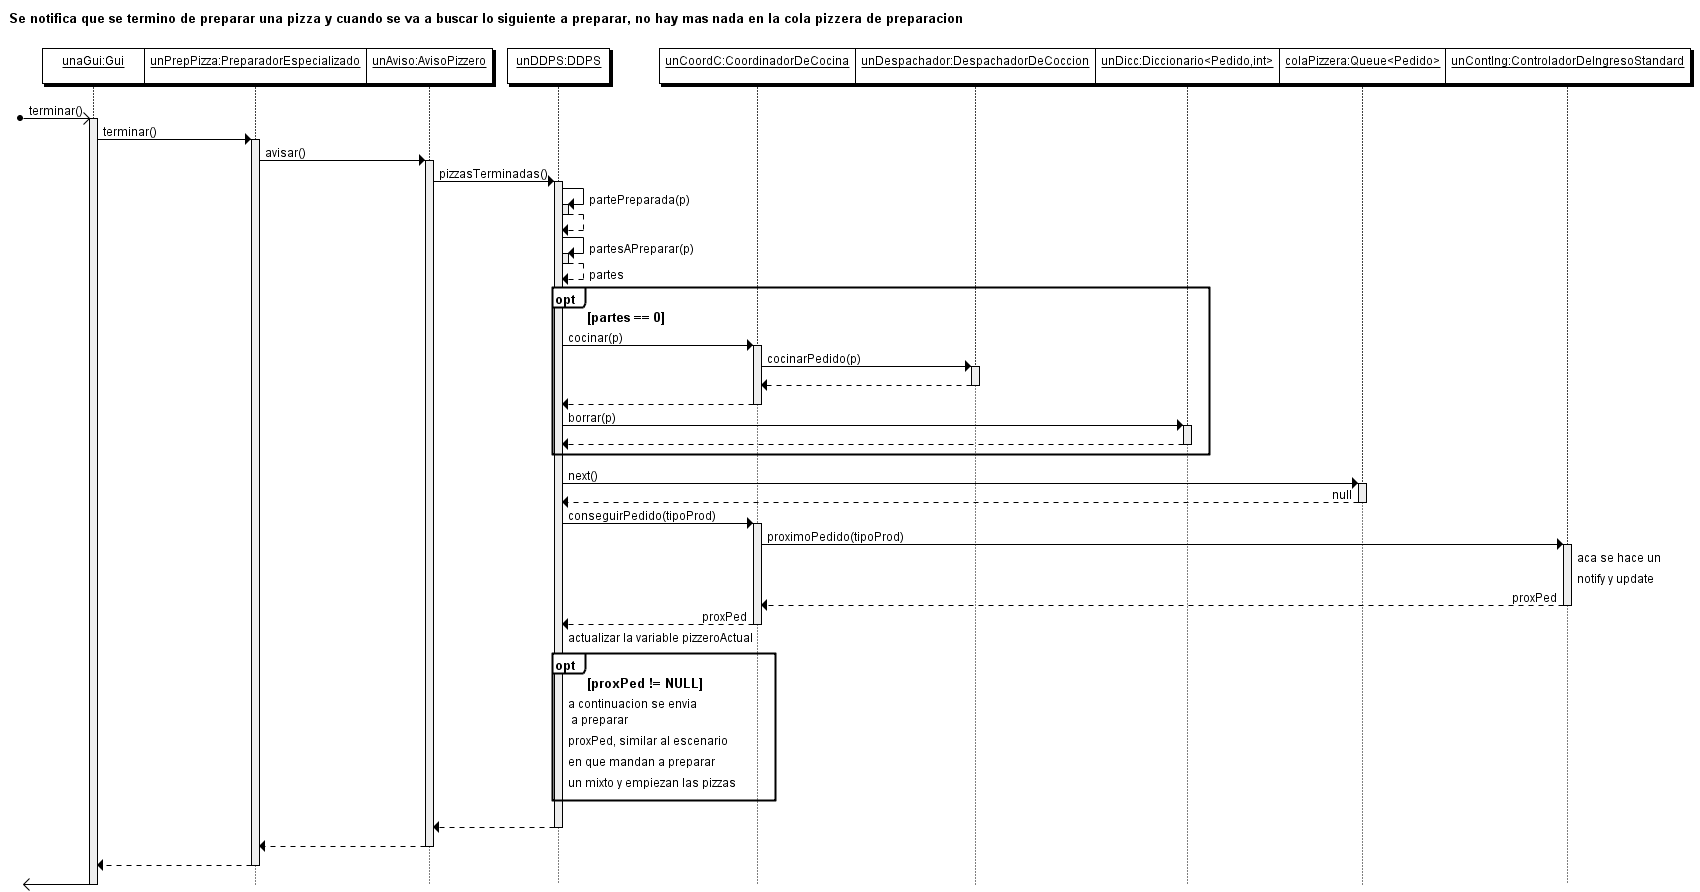 Se notifica que se termino de preparar una pizza y cuando se va a buscar lo siguiente a preparar, no hay mas nada en la cola pizzera de preparacion
unaGui:Gui
unPrepPizza:PreparadorEspecializado
unAviso:AvisoPizzero
unDDPS:DDPS
unCoordC:CoordinadorDeCocina
unDespachador:DespachadorDeCoccion
unDicc:Diccionario<Pedido,int>
colaPizzera:Queue<Pedido>
unContIng:ControladorDeIngresoStandard
terminar()
terminar()
avisar()
pizzasTerminadas()
partePreparada(p)
partesAPreparar(p)
partes
opt
[partes == 0]
cocinar(p)
cocinarPedido(p)
borrar(p)
next()
null
conseguirPedido(tipoProd)
proximoPedido(tipoProd)
aca se hace un
notify y update
proxPed
proxPed
actualizar la variable pizzeroActual
opt
[proxPed != NULL]
a continuacion se envia
a preparar
proxPed, similar al escenario
en que mandan a preparar
un mixto y empiezan las pizzas